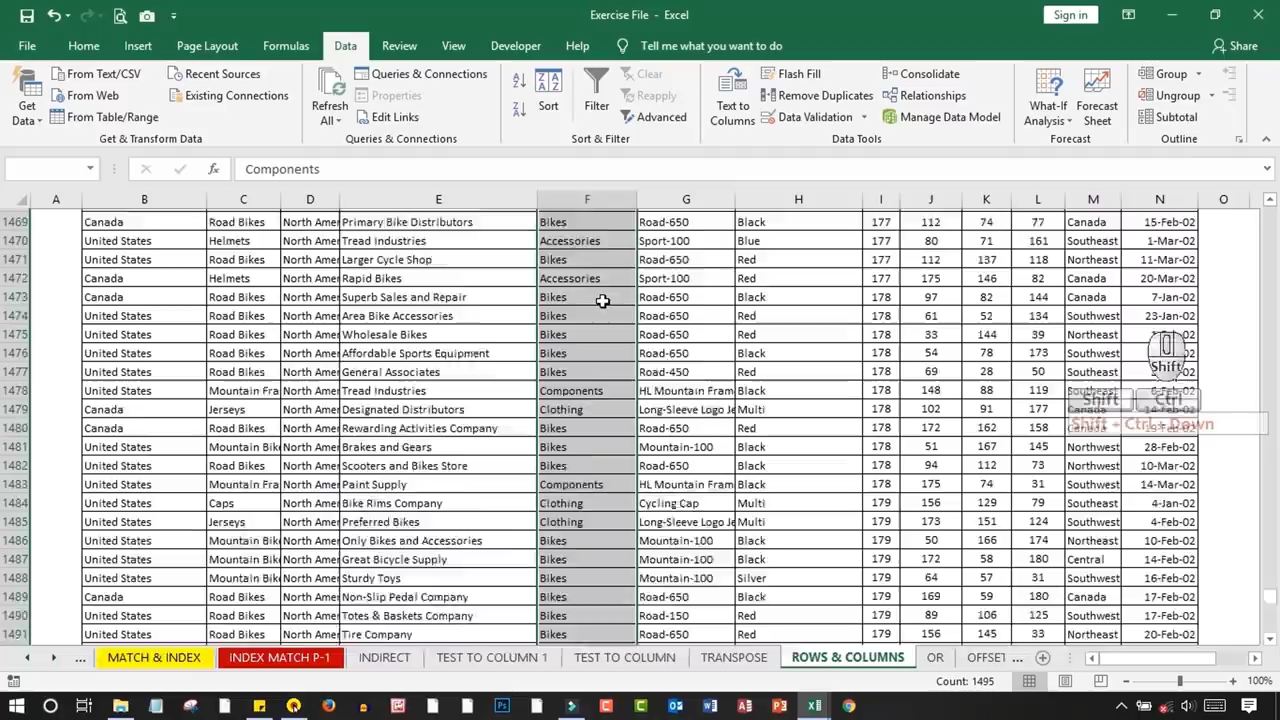 Exercise File - Excel
Sign in
File Home Insert Page Layout Formulas Data Review View Developer Help Tell me what you want to do Share
Get Data From Text/CSV From Web From Table/Range Recent Sources Existing Connections
Get & Transform Data
Refresh All Queries & Connections Properties Edit Links
Queries & Connections
Sort Filter Clear Reapply Advanced
Sort & Filter
Text to Columns Flash Fill Remove Duplicates Data Validation Consolidate Relationships Manage Data Model
Data Tools
What-If Analysis Forecast Sheet
Forecast
Group Ungroup Subtotal
Outline
fx Components
A B C D E F G H I J K L M N O
1469 Canada Road Bikes North Amer Primary Bike Distributors Bikes Road-650 Black 177 112 74 77 Canada 15-Feb-02
1470 United States Helmets North Amer Tread Industries Accessories Sport-100 Blue 177 80 71 161 Southeast 1-Mar-02
1471 United States Road Bikes North Amer Larger Cycle Shop Bikes Road-650 Red 177 112 137 118 Northeast 11-Mar-02
1472 Canada Helmets North Amer Rapid Bikes Accessories Sport-100 Red 177 175 146 82 Canada 20-Mar-02
1473 Canada Road Bikes North Amer Superb Sales and Repair Bikes Road-650 Black 178 97 82 144 Canada 7-Jan-02
1474 United States Road Bikes North Amer Area Bike Accessories Bikes Road-650 Red 178 61 52 134 Southwest 23-Jan-02
1475 United States Road Bikes North Amer Wholesale Bikes Bikes Road-650 Red 178 33 144 39 Northwest
1476 United States Road Bikes North Amer Affordable Sports Equipment Bikes Road-650 Black 178 54 78 173 Southwest
1477 United States Road Bikes North Amer General Associates Bikes Road-450 Red 178 69 28 50 Southeast
Shift
1478 United States Mountain Fra North Amer Tread Industries Components HL Mountain Fram Black 178 148 88 119 Southeast
Shift Ctrl
1479 Canada Jerseys North Amer Designated Distributors Clothing Long-Sleeve Logo Je Multi 178 102 91 177 Canada 14-Feb-02
Shift + Ctrl + Down
1480 Canada Road Bikes North Amer Rewarding Activities Company Bikes Road-650 Red 178 172 162 158 Canada
1481 United States Mountain Bike North Amer Brakes and Gears Bikes Mountain-100 Black 178 51 167 145 Northwest 28-Feb-02
1482 United States Road Bikes North Amer Scooters and Bikes Store Bikes Road-650 Black 178 94 112 73 Northwest 10-Mar-02
1483 United States Mountain Fra North Amer Paint Supply Components HL Mountain Fram Black 178 175 74 31 Southwest 14-Mar-02
1484 United States Caps North Amer Bike Rims Company Clothing Cycling Cap Multi 179 156 129 79 Southeast 4-Jan-02
1485 United States Jerseys North Amer Preferred Bikes Clothing Long-Sleeve Logo Je Multi 179 173 151 124 Southwest 4-Feb-02
1486 United States Mountain Bike North Amer Only Bikes and Accessories Bikes Mountain-100 Black 179 50 166 174 Northeast 10-Feb-02
1487 United States Mountain Bike North Amer Great Bicycle Supply Bikes Mountain-100 Black 179 172 58 180 Central 14-Feb-02
1488 United States Mountain Bike North Amer Sturdy Toys Bikes Mountain-100 Silver 179 64 57 31 Southwest 16-Feb-02
1489 Canada Road Bikes North Amer Non-Slip Pedal Company Bikes Road-650 Black 179 169 59 180 Canada 17-Feb-02
1490 United States Road Bikes North Amer Totes & Baskets Company Bikes Road-150 Red 179 89 106 125 Southwest 17-Feb-02
1491 United States Road Bikes North Amer Tire Company Bikes Road-650 Red 179 156 145 33 Northeast 20-Feb-02
... MATCH & INDEX INDEX MATCH P-1 INDIRECT TEST TO COLUMN 1 TEST TO COLUMN TRANSPOSE ROWS & COLUMNS OR OFFSET ...
Count: 1495 100%